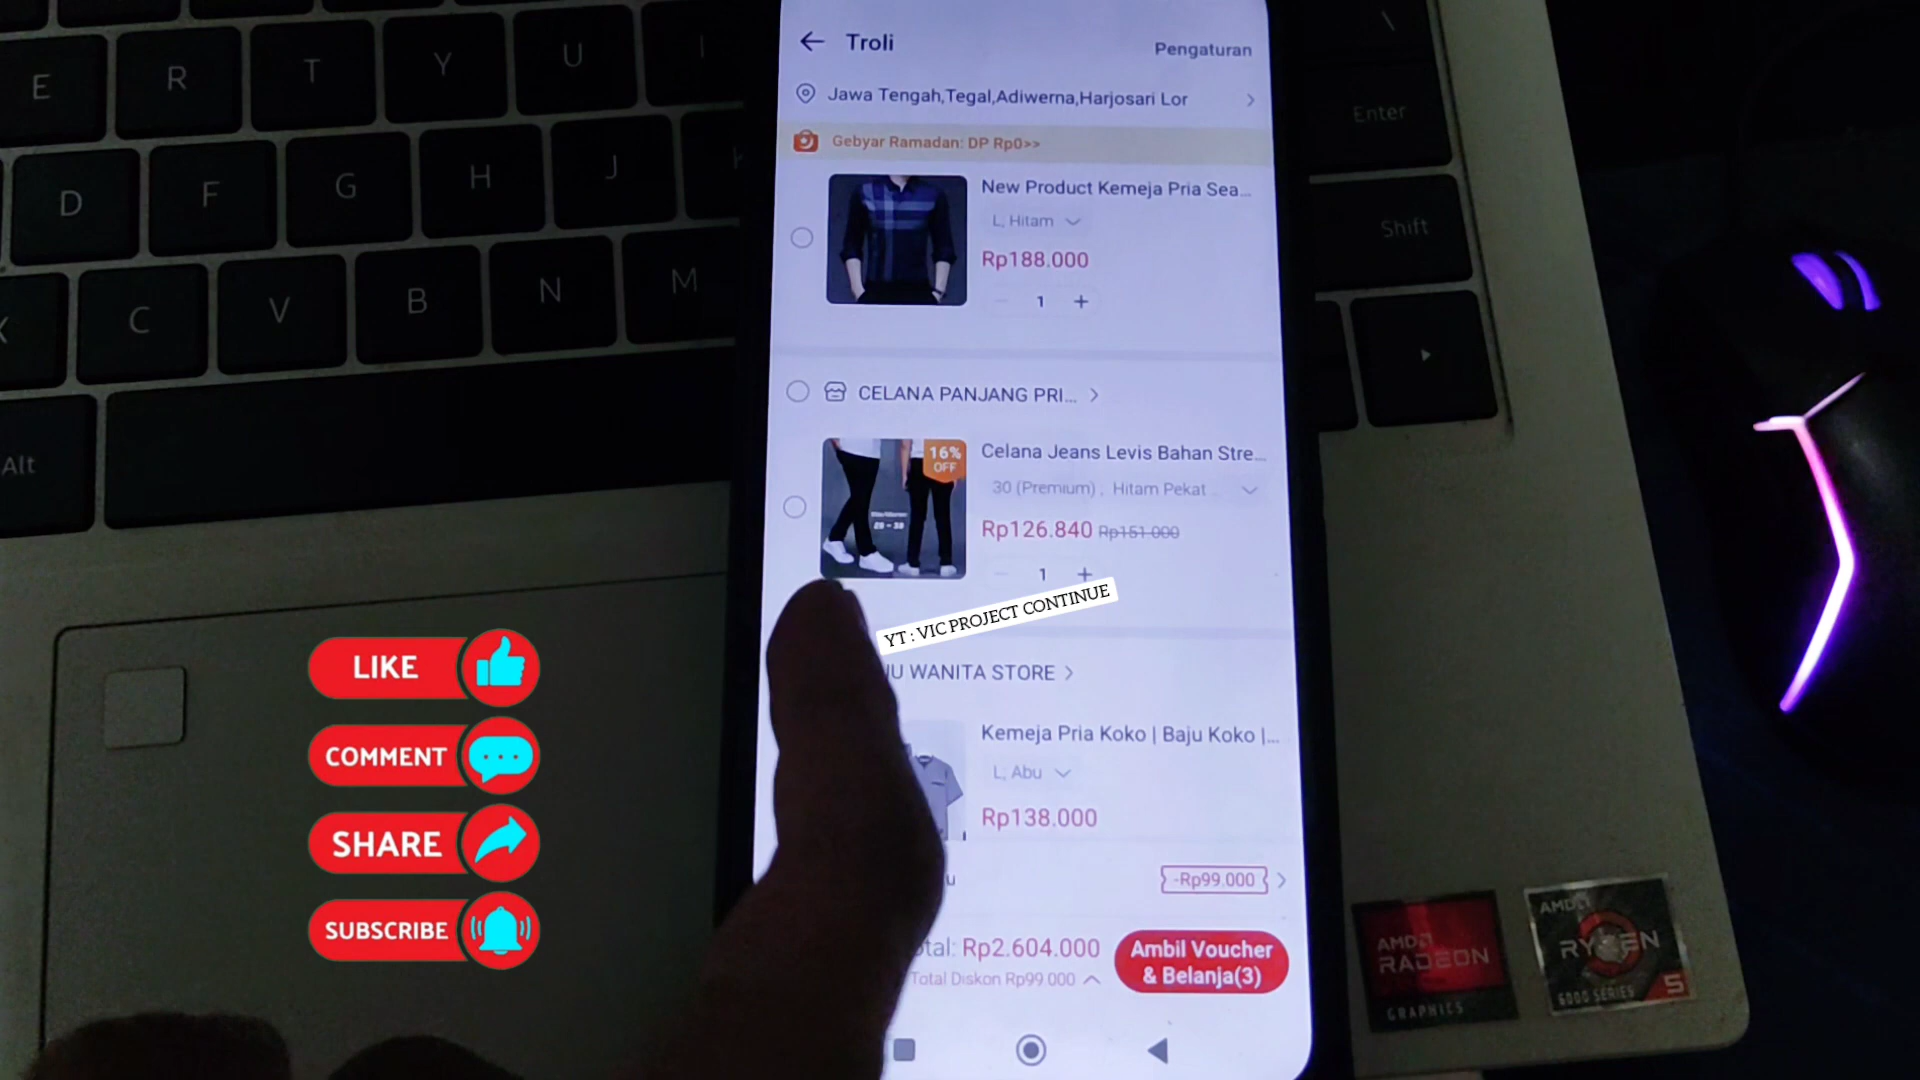 Troli
Pengaturan
Jawa Tengah,Tegal,Adiwerna,Harjosari Lor
Gebyar Ramadan: DP Rp0>>
New Product Kemeja Pria Sea...
L, Hitam
Rp188.000
1 +
CELANA PANJANG PRI...
16%
OFF
Celana Jeans Levis Bahan Stre...
30 (Premium) , Hitam Pekat
Rp126.840 Rp151.000
1 +
YT : VIC PROJECT CONTINUE
WANITA STORE
Kemeja Pria Koko | Baju Koko |...
L, Abu
Rp138.000
-Rp99.000
Rp2.604.000
Total Diskon Rp99.000
Ambil Voucher
& Belanja(3)
LIKE
COMMENT
SHARE
SUBSCRIBE
E R T Y U I \
D F G H J K Enter
X C V B N M Shift
Alt
AMD
RADEON
GRAPHICS
AMD
RYZEN
5
6000 SERIES